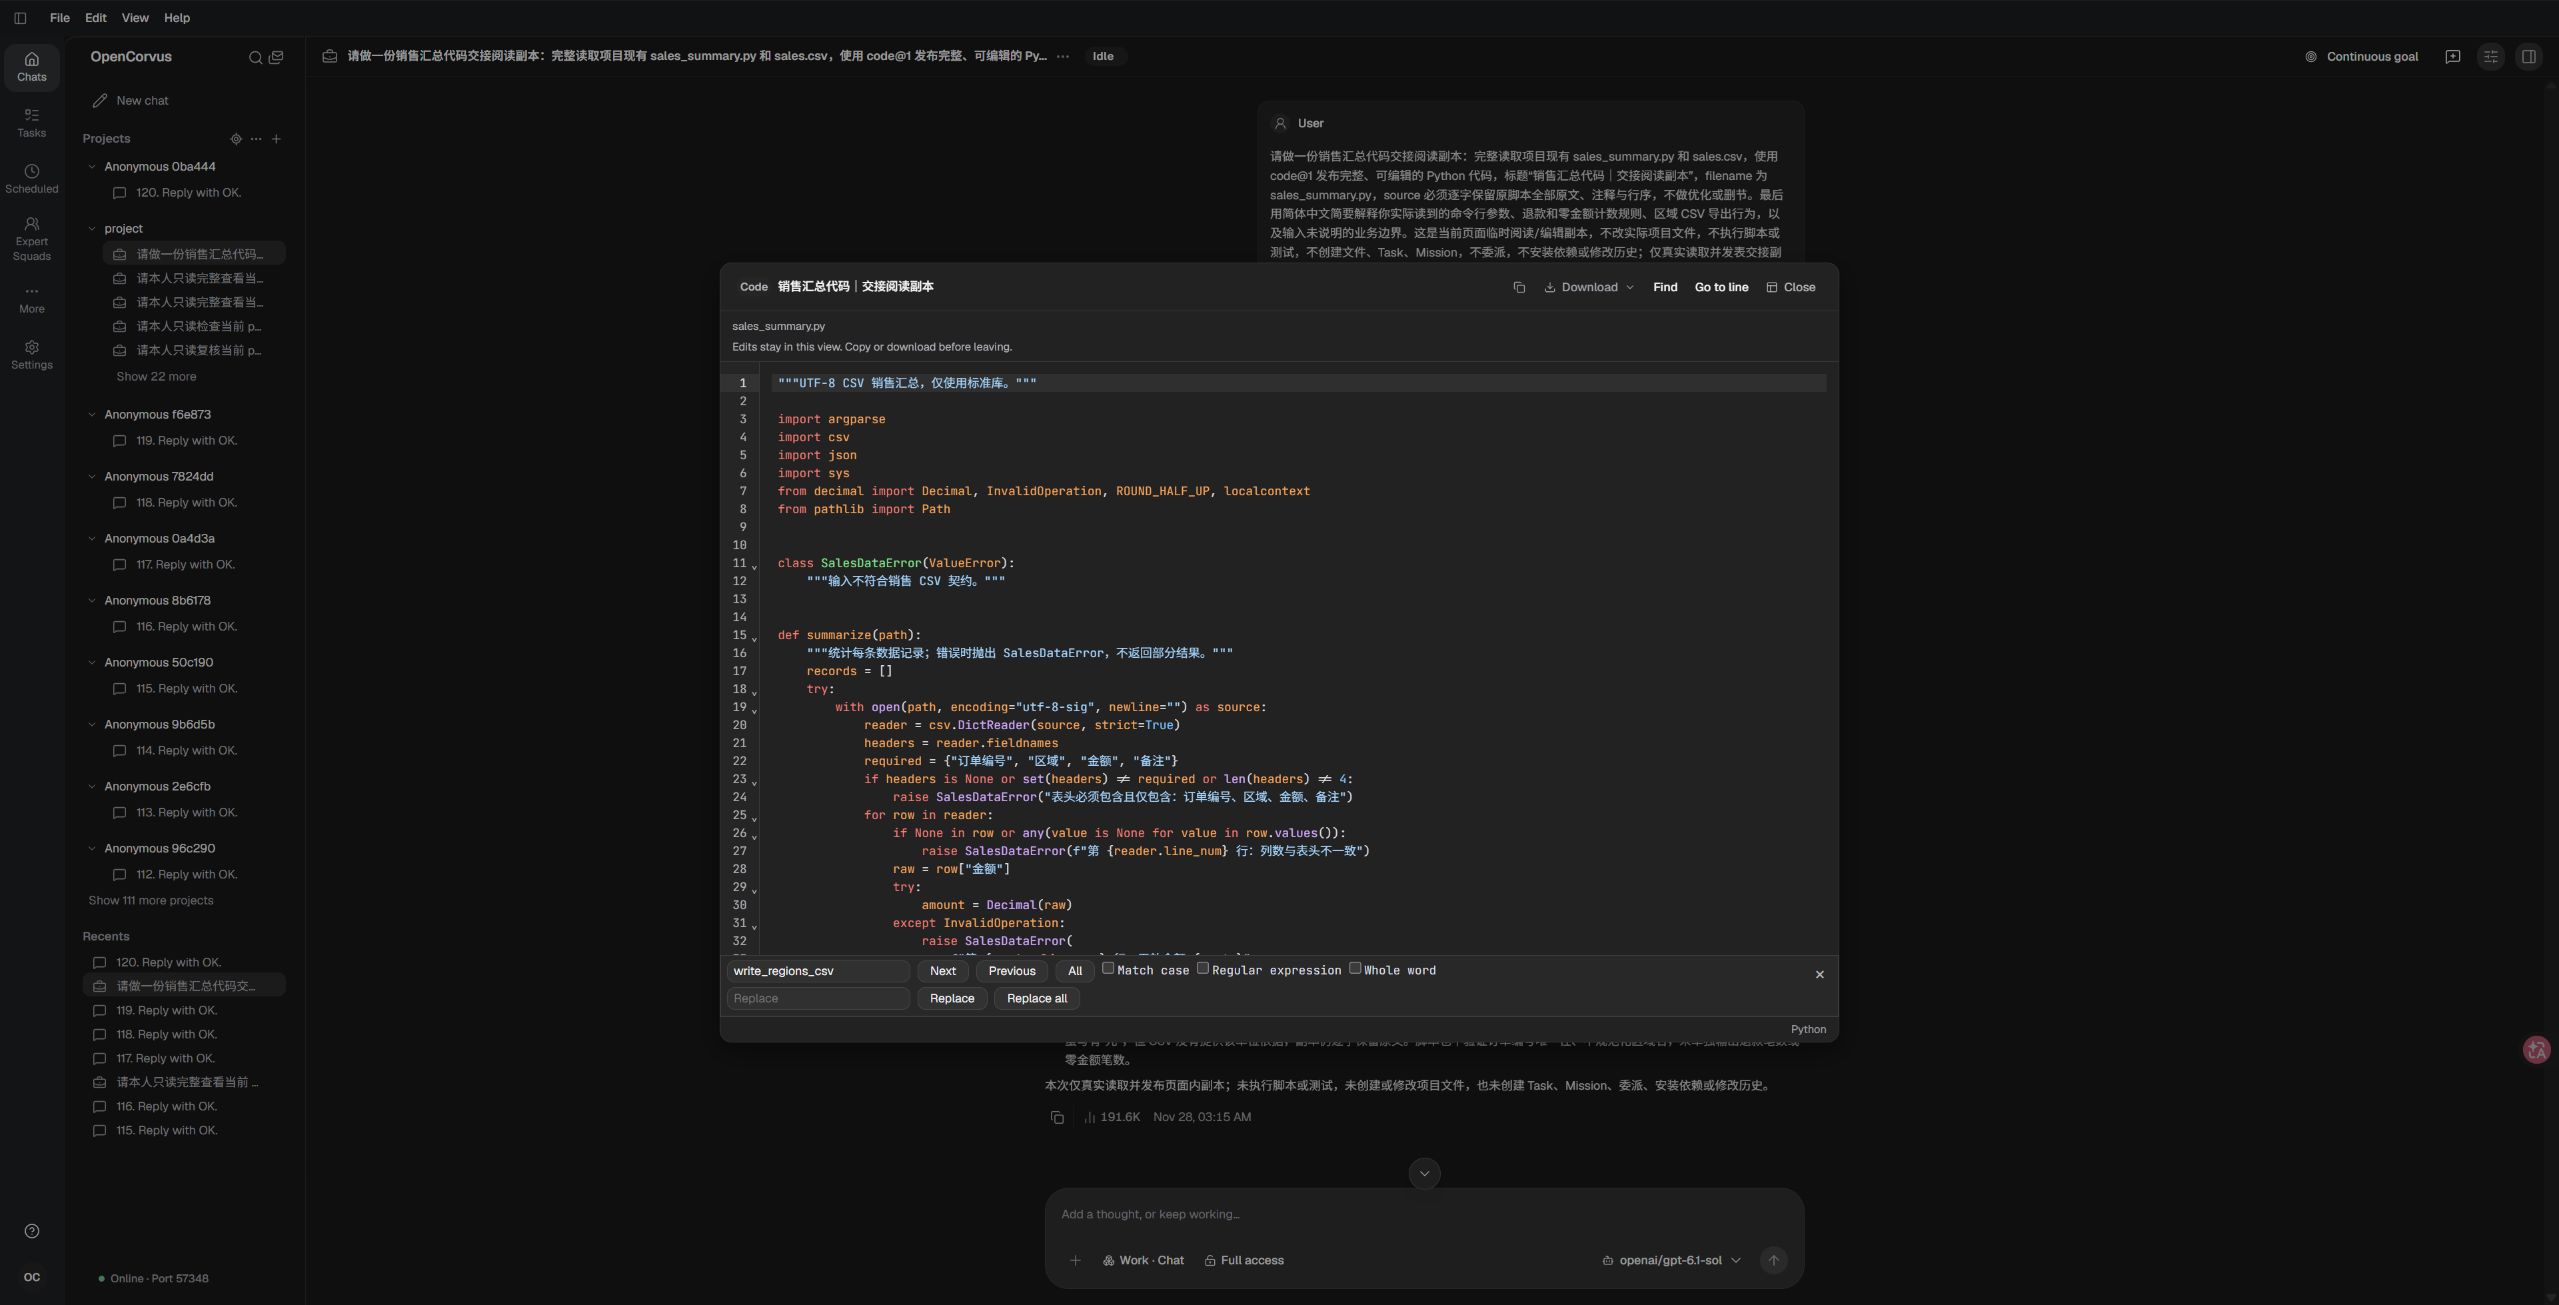 File Edit View Help
Chats
Tasks
Scheduled
Expert
Squads
More
Settings
OC
OpenCorvus
New chat
Projects
Anonymous 0ba444
120. Reply with OK.
project
请做一份销售汇总代码...
请本人只读完整查看当...
请本人只读完整查看当...
请本人只读检查当前 p...
请本人只读复核当前 p...
Show 22 more
Anonymous f6e873
119. Reply with OK.
Anonymous 7824dd
118. Reply with OK.
Anonymous 0a4d3a
117. Reply with OK.
Anonymous 8b6178
116. Reply with OK.
Anonymous 50c190
115. Reply with OK.
Anonymous 9b6d5b
114. Reply with OK.
Anonymous 2e6cfb
113. Reply with OK.
Anonymous 96c290
112. Reply with OK.
Show 111 more projects
Recents
120. Reply with OK.
请做一份销售汇总代码交...
119. Reply with OK.
118. Reply with OK.
117. Reply with OK.
请本人只读完整查看当前 ...
116. Reply with OK.
115. Reply with OK.
Online · Port 57348
请做一份销售汇总代码交接阅读副本：完整读取项目现有 sales_summary.py 和 sales.csv，使用 code@1 发布完整、可编辑的 Py... ··· Idle
Continuous goal
User
请做一份销售汇总代码交接阅读副本：完整读取项目现有 sales_summary.py 和 sales.csv，使用
code@1 发布完整、可编辑的 Python 代码，标题“销售汇总代码｜交接阅读副本”，filename 为
sales_summary.py，source 必须逐字保留原脚本全部原文、注释与行序，不做优化或删节。最后
用简体中文简要解释你实际读到的命令行参数、退款和零金额计数规则、区域 CSV 导出行为，以
及输入未说明的业务边界。这是当前页面临时阅读/编辑副本，不改实际项目文件，不执行脚本或
测试，不创建文件、Task、Mission，不委派，不安装依赖或修改历史；仅真实读取并发表交接副
Code 销售汇总代码｜交接阅读副本
Download Find Go to line Close
sales_summary.py
Edits stay in this view. Copy or download before leaving.
1 """UTF-8 CSV 销售汇总，仅使用标准库。"""
2
3 import argparse
4 import csv
5 import json
6 import sys
7 from decimal import Decimal, InvalidOperation, ROUND_HALF_UP, localcontext
8 from pathlib import Path
9
10
11 class SalesDataError(ValueError):
12 """输入不符合销售 CSV 契约。"""
13
14
15 def summarize(path):
16 """统计每条数据记录；错误时抛出 SalesDataError，不返回部分结果。"""
17 records = []
18 try:
19 with open(path, encoding="utf-8-sig", newline="") as source:
20 reader = csv.DictReader(source, strict=True)
21 headers = reader.fieldnames
22 required = {"订单编号", "区域", "金额", "备注"}
23 if headers is None or set(headers) != required or len(headers) != 4:
24 raise SalesDataError("表头必须包含且仅包含：订单编号、区域、金额、备注")
25 for row in reader:
26 if None in row or any(value is None for value in row.values()):
27 raise SalesDataError(f"第 {reader.line_num} 行：列数与表头不一致")
28 raw = row["金额"]
29 try:
30 amount = Decimal(raw)
31 except InvalidOperation:
32 raise SalesDataError(
write_regions_csv Next Previous All Match case Regular expression Whole word
Replace Replace Replace all
Python
零金额笔数。
本次仅真实读取并发布页面内副本；未执行脚本或测试，未创建或修改项目文件，也未创建 Task、Mission、委派、安装依赖或修改历史。
191.6K Nov 28, 03:15 AM
Add a thought, or keep working...
Work · Chat Full access openai/gpt-6.1-sol